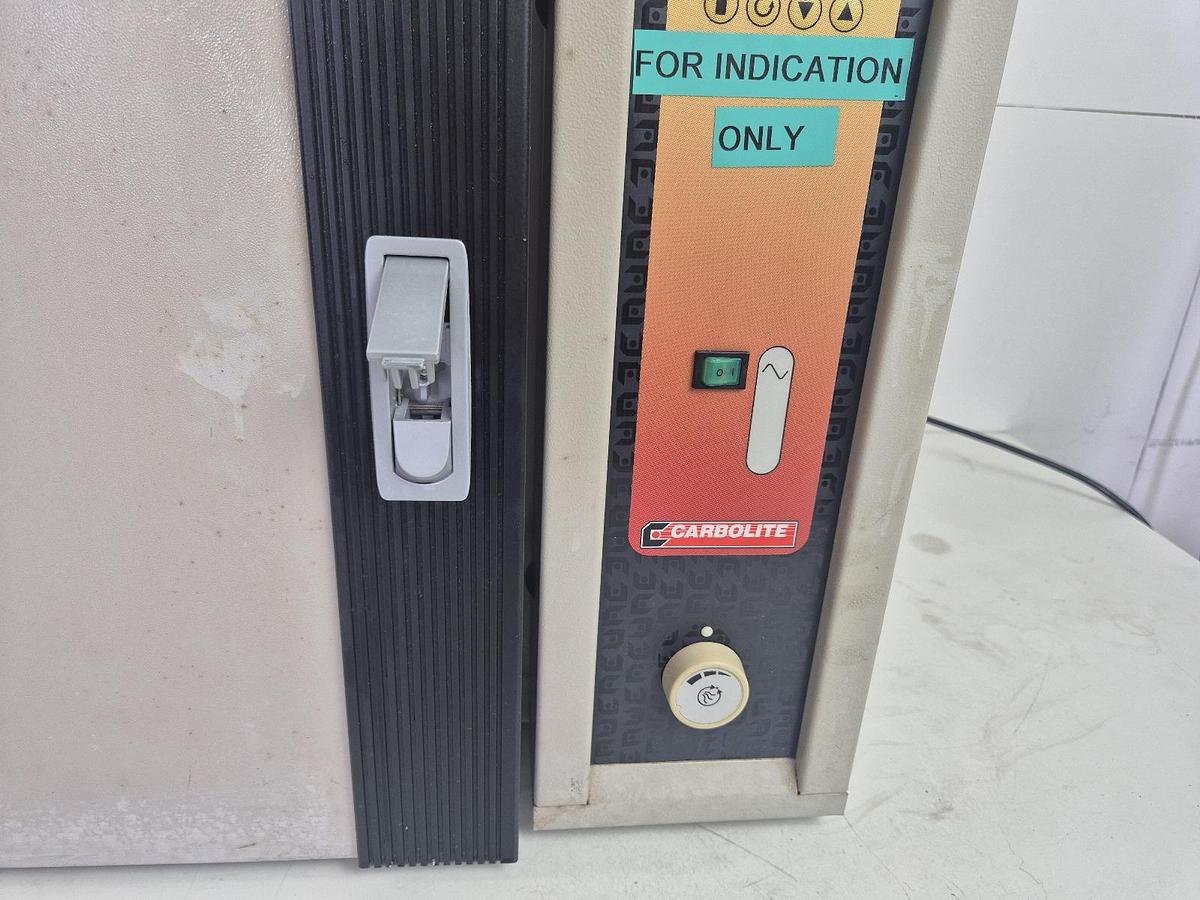 FOR INDICATION
ONLY
O I
CARBOLITE